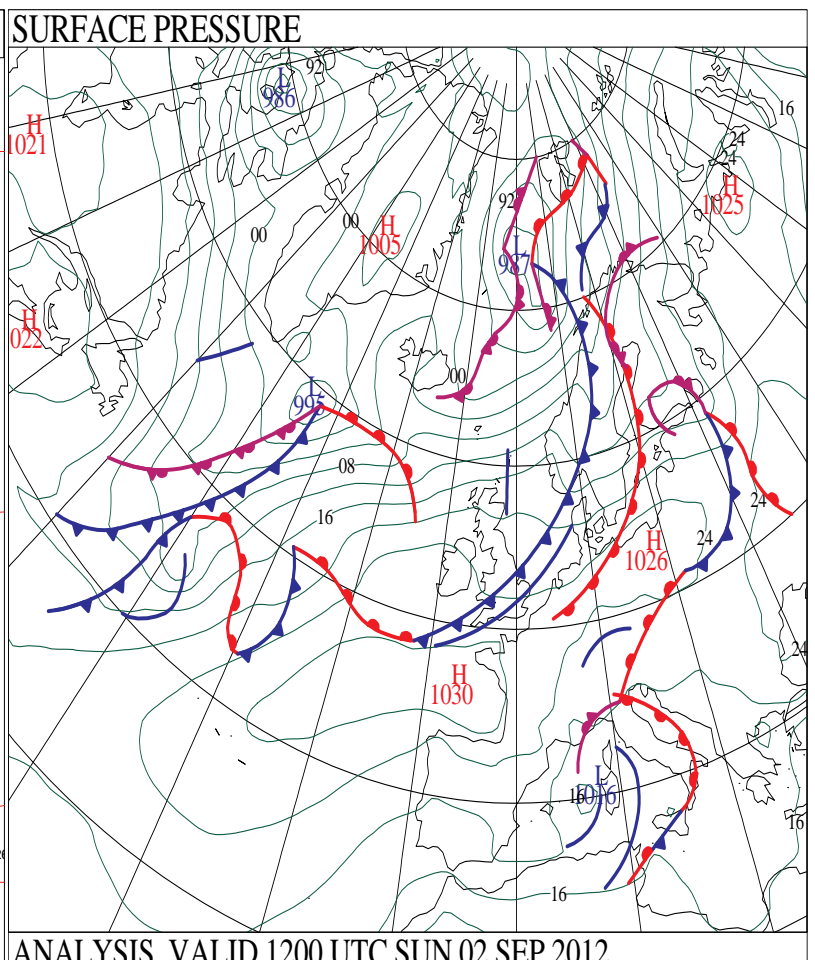 SURFACE PRESSURE
92
L
986
16
H
1021
24
24
H
1025
92
00
00
H
1005
L
987
H
022
00
L
995
08
16
24
24
H
1026
24
H
1030
L
16
1016
16
16
ANALYSIS VALID 1200 UTC SUN 02 SEP 2012